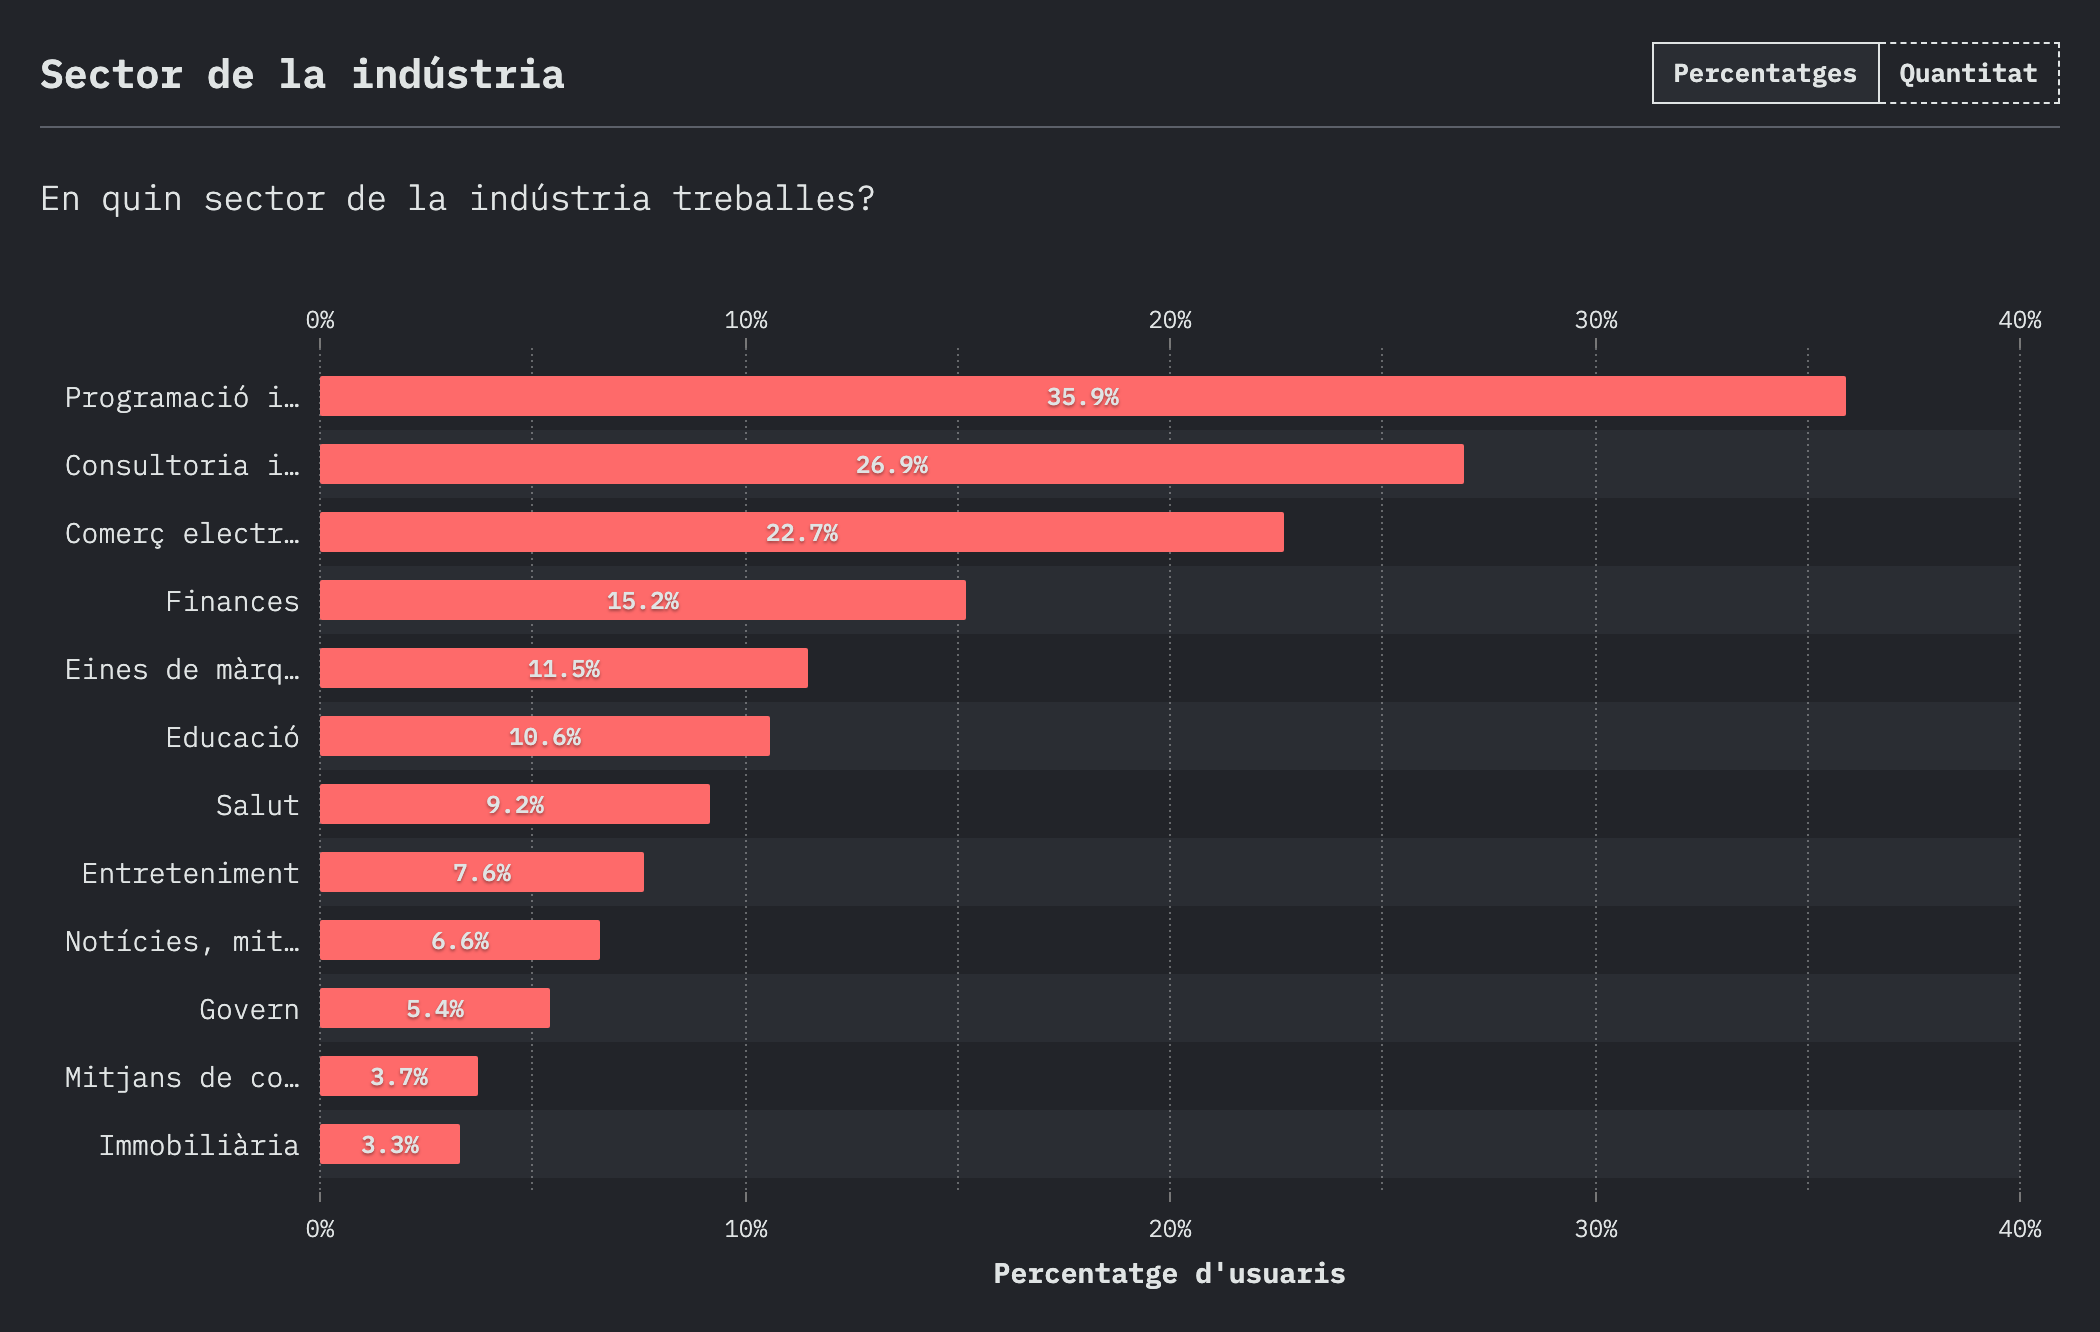 Sector de la indústria
Percentatges Quantitat
En quin sector de la indústria treballes?
0% 10% 20% 30% 40%
Programació i… 35.9%
Consultoria i… 26.9%
Comerç electr… 22.7%
Finances 15.2%
Eines de màrq… 11.5%
Educació 10.6%
Salut 9.2%
Entreteniment 7.6%
Notícies, mit… 6.6%
Govern 5.4%
Mitjans de co… 3.7%
Immobiliària 3.3%
0% 10% 20% 30% 40%
Percentatge d'usuaris